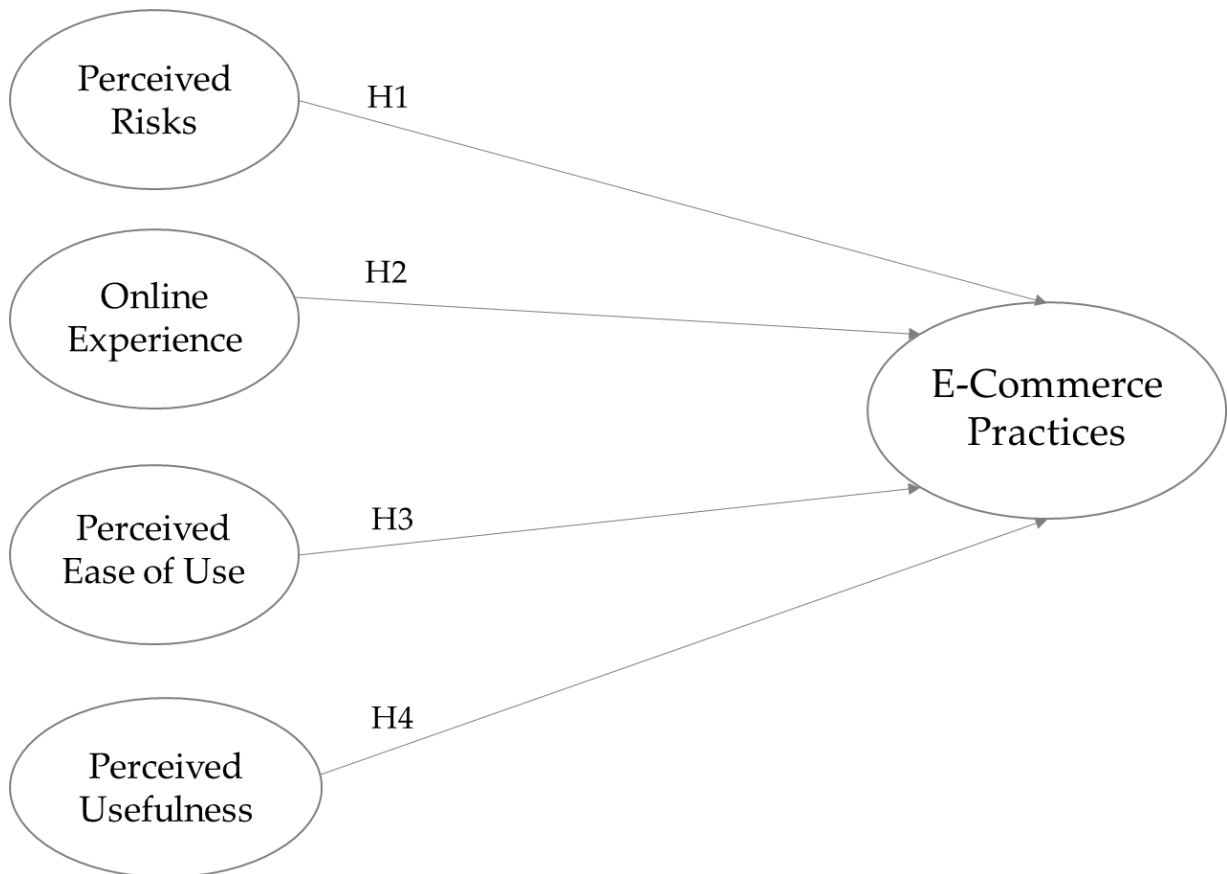 Perceived
Risks
H1
Online
Experience
H2
E-Commerce
Practices
Perceived
Ease of Use
H3
Perceived
Usefulness
H4